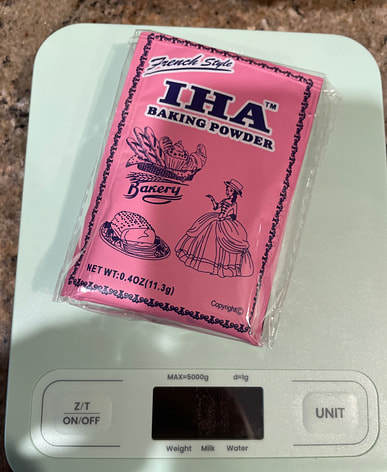 French Style
IHA™
BAKING POWDER
Bakery
NET WT: 0.4OZ (11.3g)
Copyright©
MAX=5000g d=1g
Z/T
ON/OFF
UNIT
Weight Milk Water